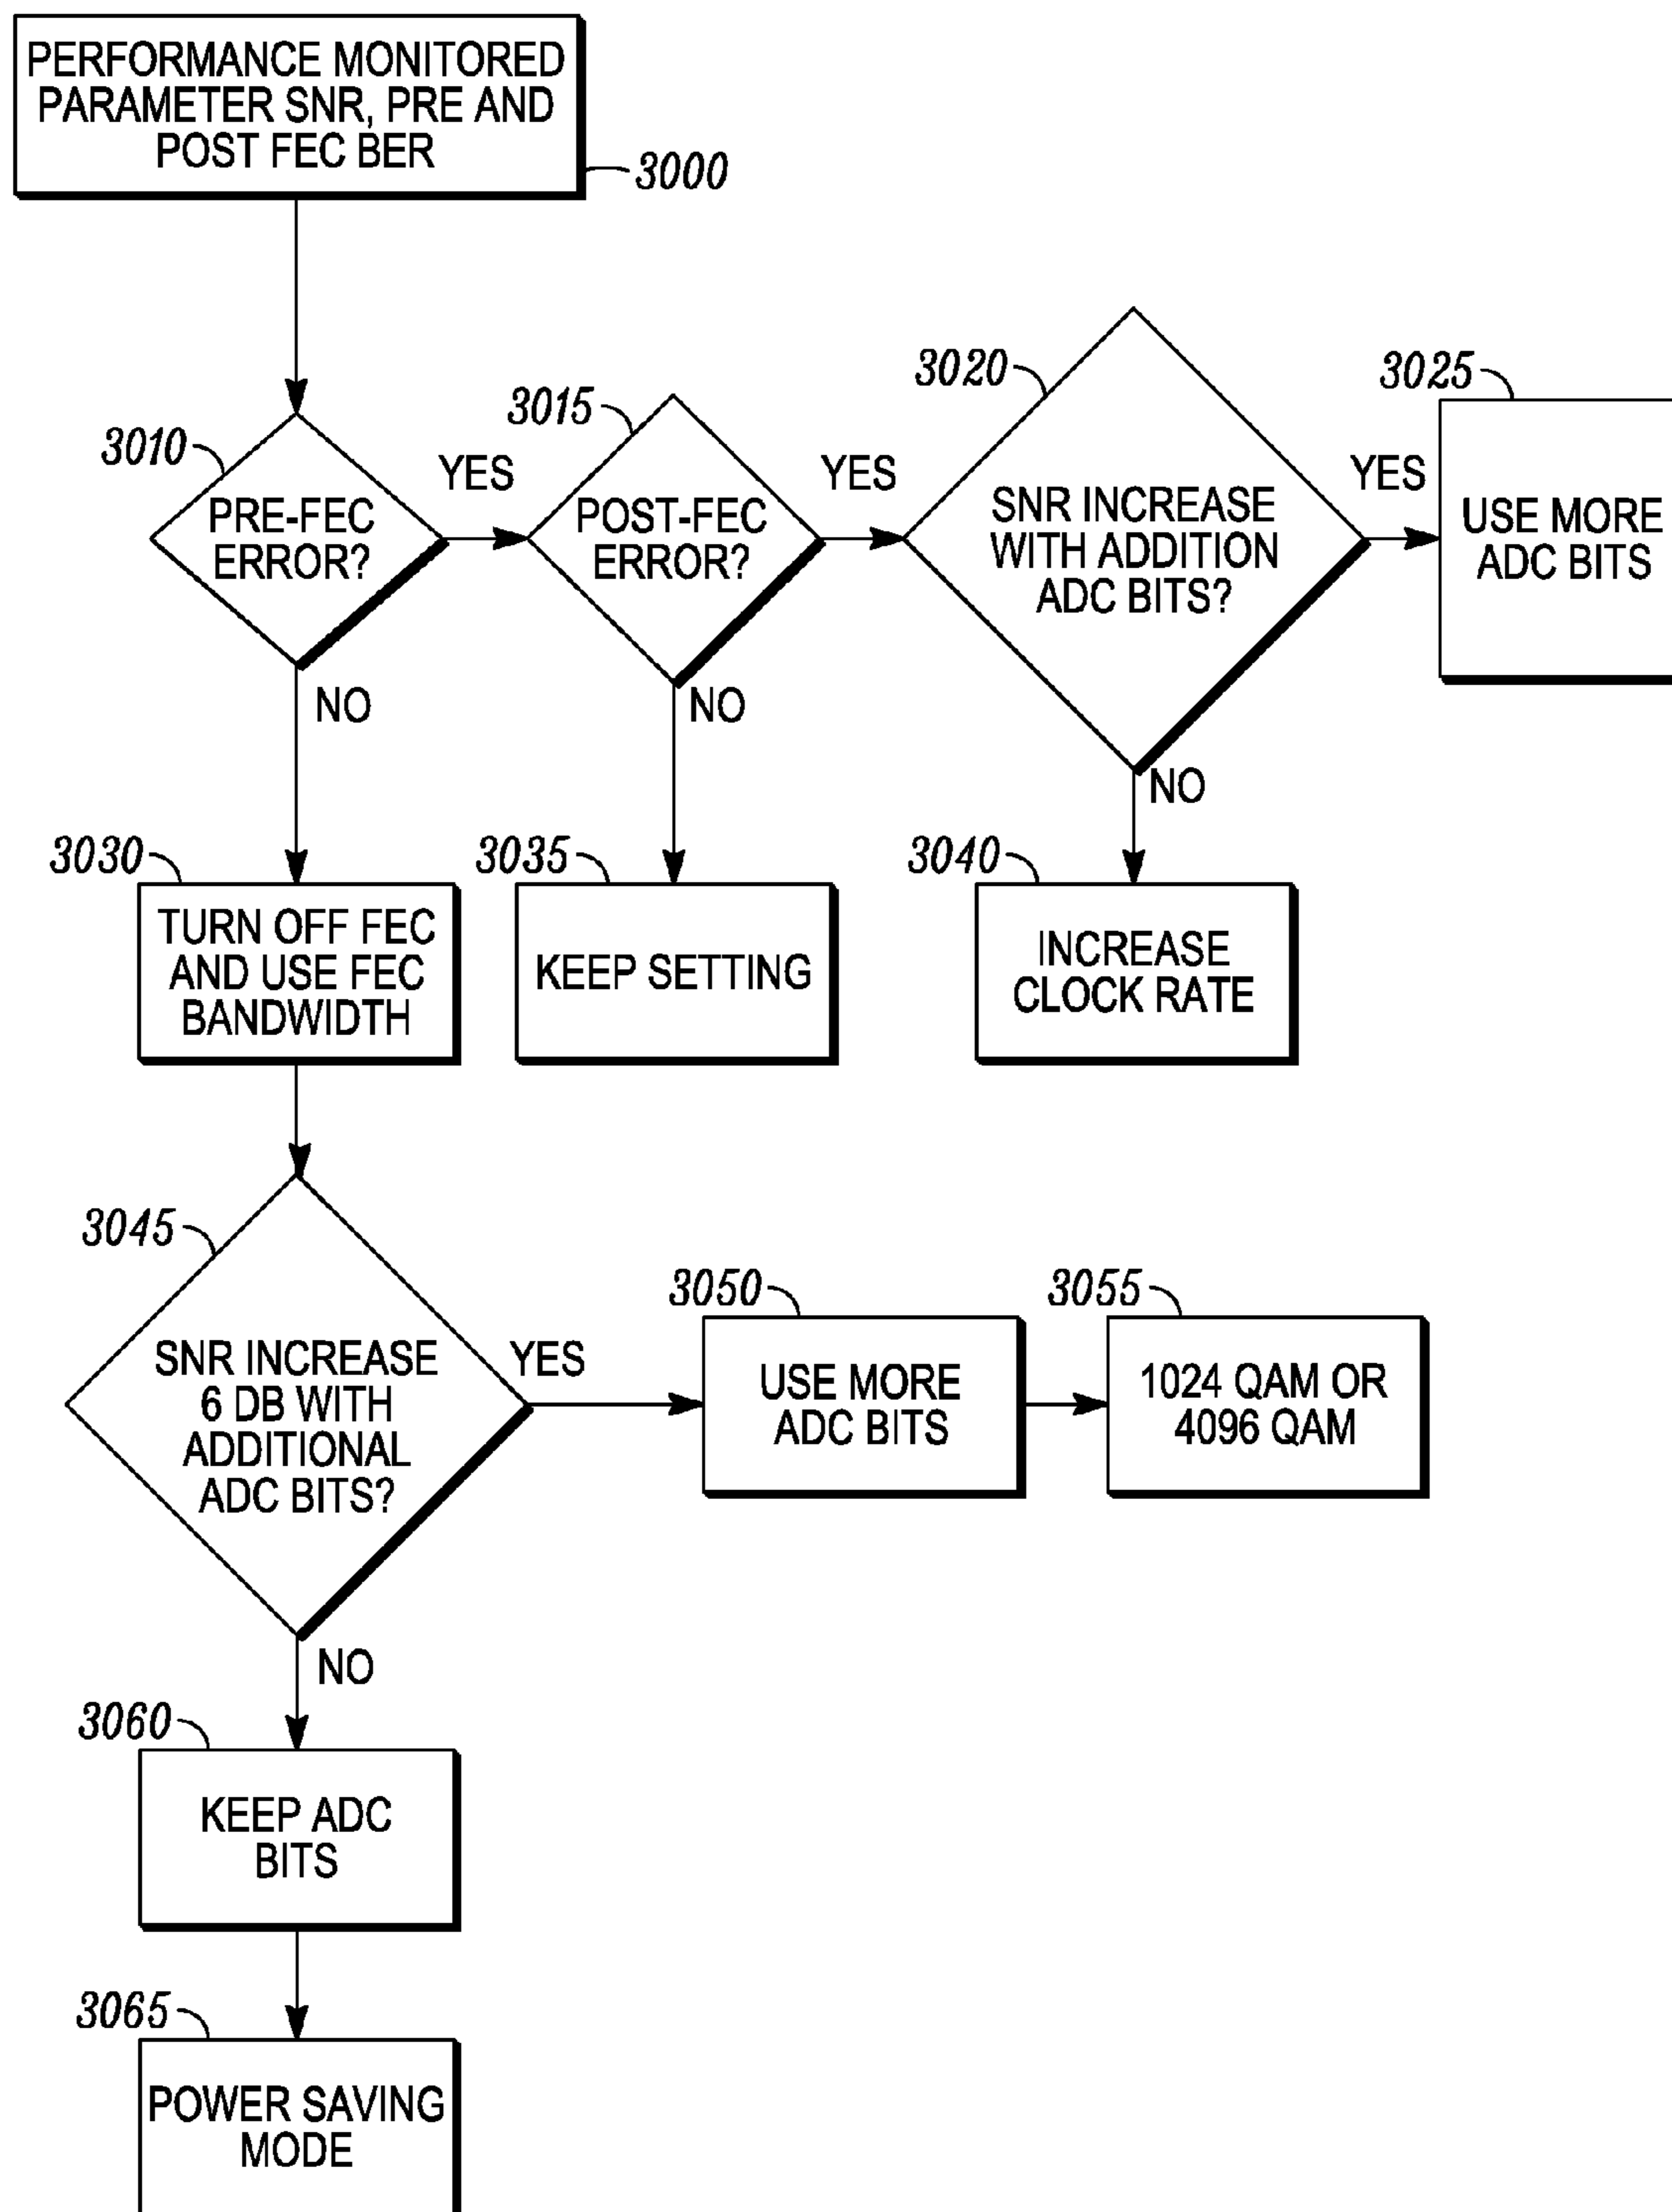 PERFORMANCE MONITORED
PARAMETER SNR, PRE AND
POST FEC BER
3000
3010
PRE-FEC
ERROR?
YES
NO
3015
POST-FEC
ERROR?
YES
NO
3020
SNR INCREASE
WITH ADDITION
ADC BITS?
YES
NO
3025
USE MORE
ADC BITS
3030
TURN OFF FEC
AND USE FEC
BANDWIDTH
3035
KEEP SETTING
3040
INCREASE
CLOCK RATE
3045
SNR INCREASE
6 DB WITH
ADDITIONAL
ADC BITS?
YES
NO
3050
USE MORE
ADC BITS
3055
1024 QAM OR
4096 QAM
3060
KEEP ADC
BITS
3065
POWER SAVING
MODE